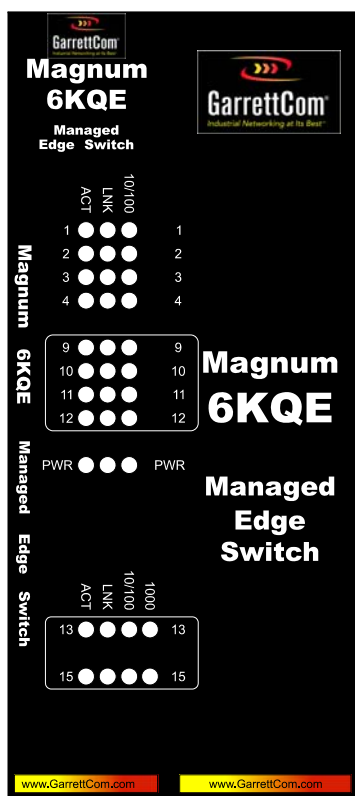 GarrettCom
Magnum
6KQE
Managed
Edge Switch
GarrettCom
Industrial Networking at Its Best
ACT LNK 10/100
1 1
2 2
3 3
4 4
9 9
10 10
11 11
12 12
PWR PWR
Magnum 6KQE Managed Edge Switch
Magnum
6KQE
Managed
Edge
Switch
ACT LNK 10/100 1000
13 13
15 15
www.GarrettCom.com www.GarrettCom.com